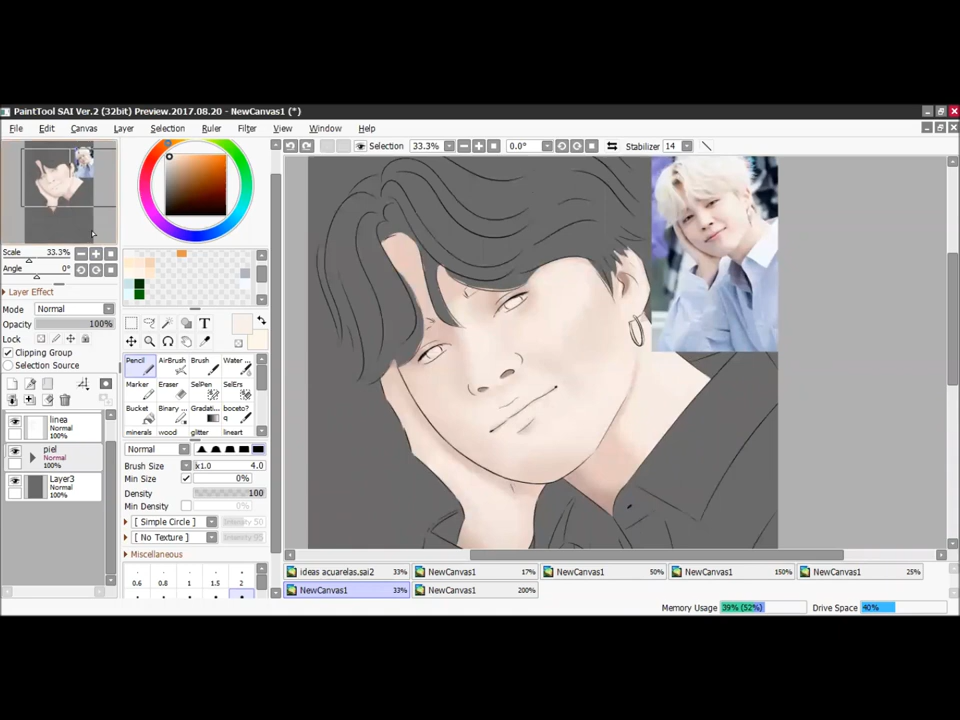 PaintTool SAI Ver.2 (32bit) Preview.2017.08.20 - NewCanvas1 (*)
File Edit Canvas Layer Selection Ruler Filter View Window Help
Selection 33.3% 0.0° Stabilizer 14
Scale 33.3%
Angle 0°
Layer Effect
Mode Normal
Opacity 100%
Lock
Clipping Group
Selection Source
linea
Normal
100%
piel
Normal
100%
Layer3
Normal
100%
T
Pencil AirBrush Brush Water ...
Marker Eraser SelPen SelErs
Bucket Binary ... Gradati... boceto?
q
minerals wood glitter lineart
Normal
Brush Size x1.0 4.0
Min Size 0%
Density 100
Min Density 0%
[ Simple Circle ] Intensity 50
[ No Texture ] Intensity 95
Miscellaneous
0.6 0.8 1 1.5 2
ideas acuarelas.sai2 33% NewCanvas1 17% NewCanvas1 50% NewCanvas1 150% NewCanvas1 25%
NewCanvas1 33% NewCanvas1 200%
Memory Usage 39% (52%) Drive Space 40%